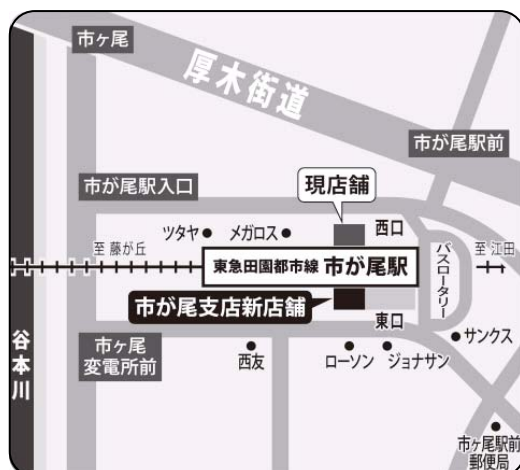 市ヶ尾
厚木街道
市が尾駅前
市が尾駅入口
現店舗
ツタヤ
メガロス
西口
至 藤が丘
東急田園都市線 市が尾駅
バスロータリー
至 江田
市が尾支店新店舗
東口
谷本川
市ヶ尾
変電所前
西友
ローソン
ジョナサン
サンクス
市ヶ尾駅前
郵便局